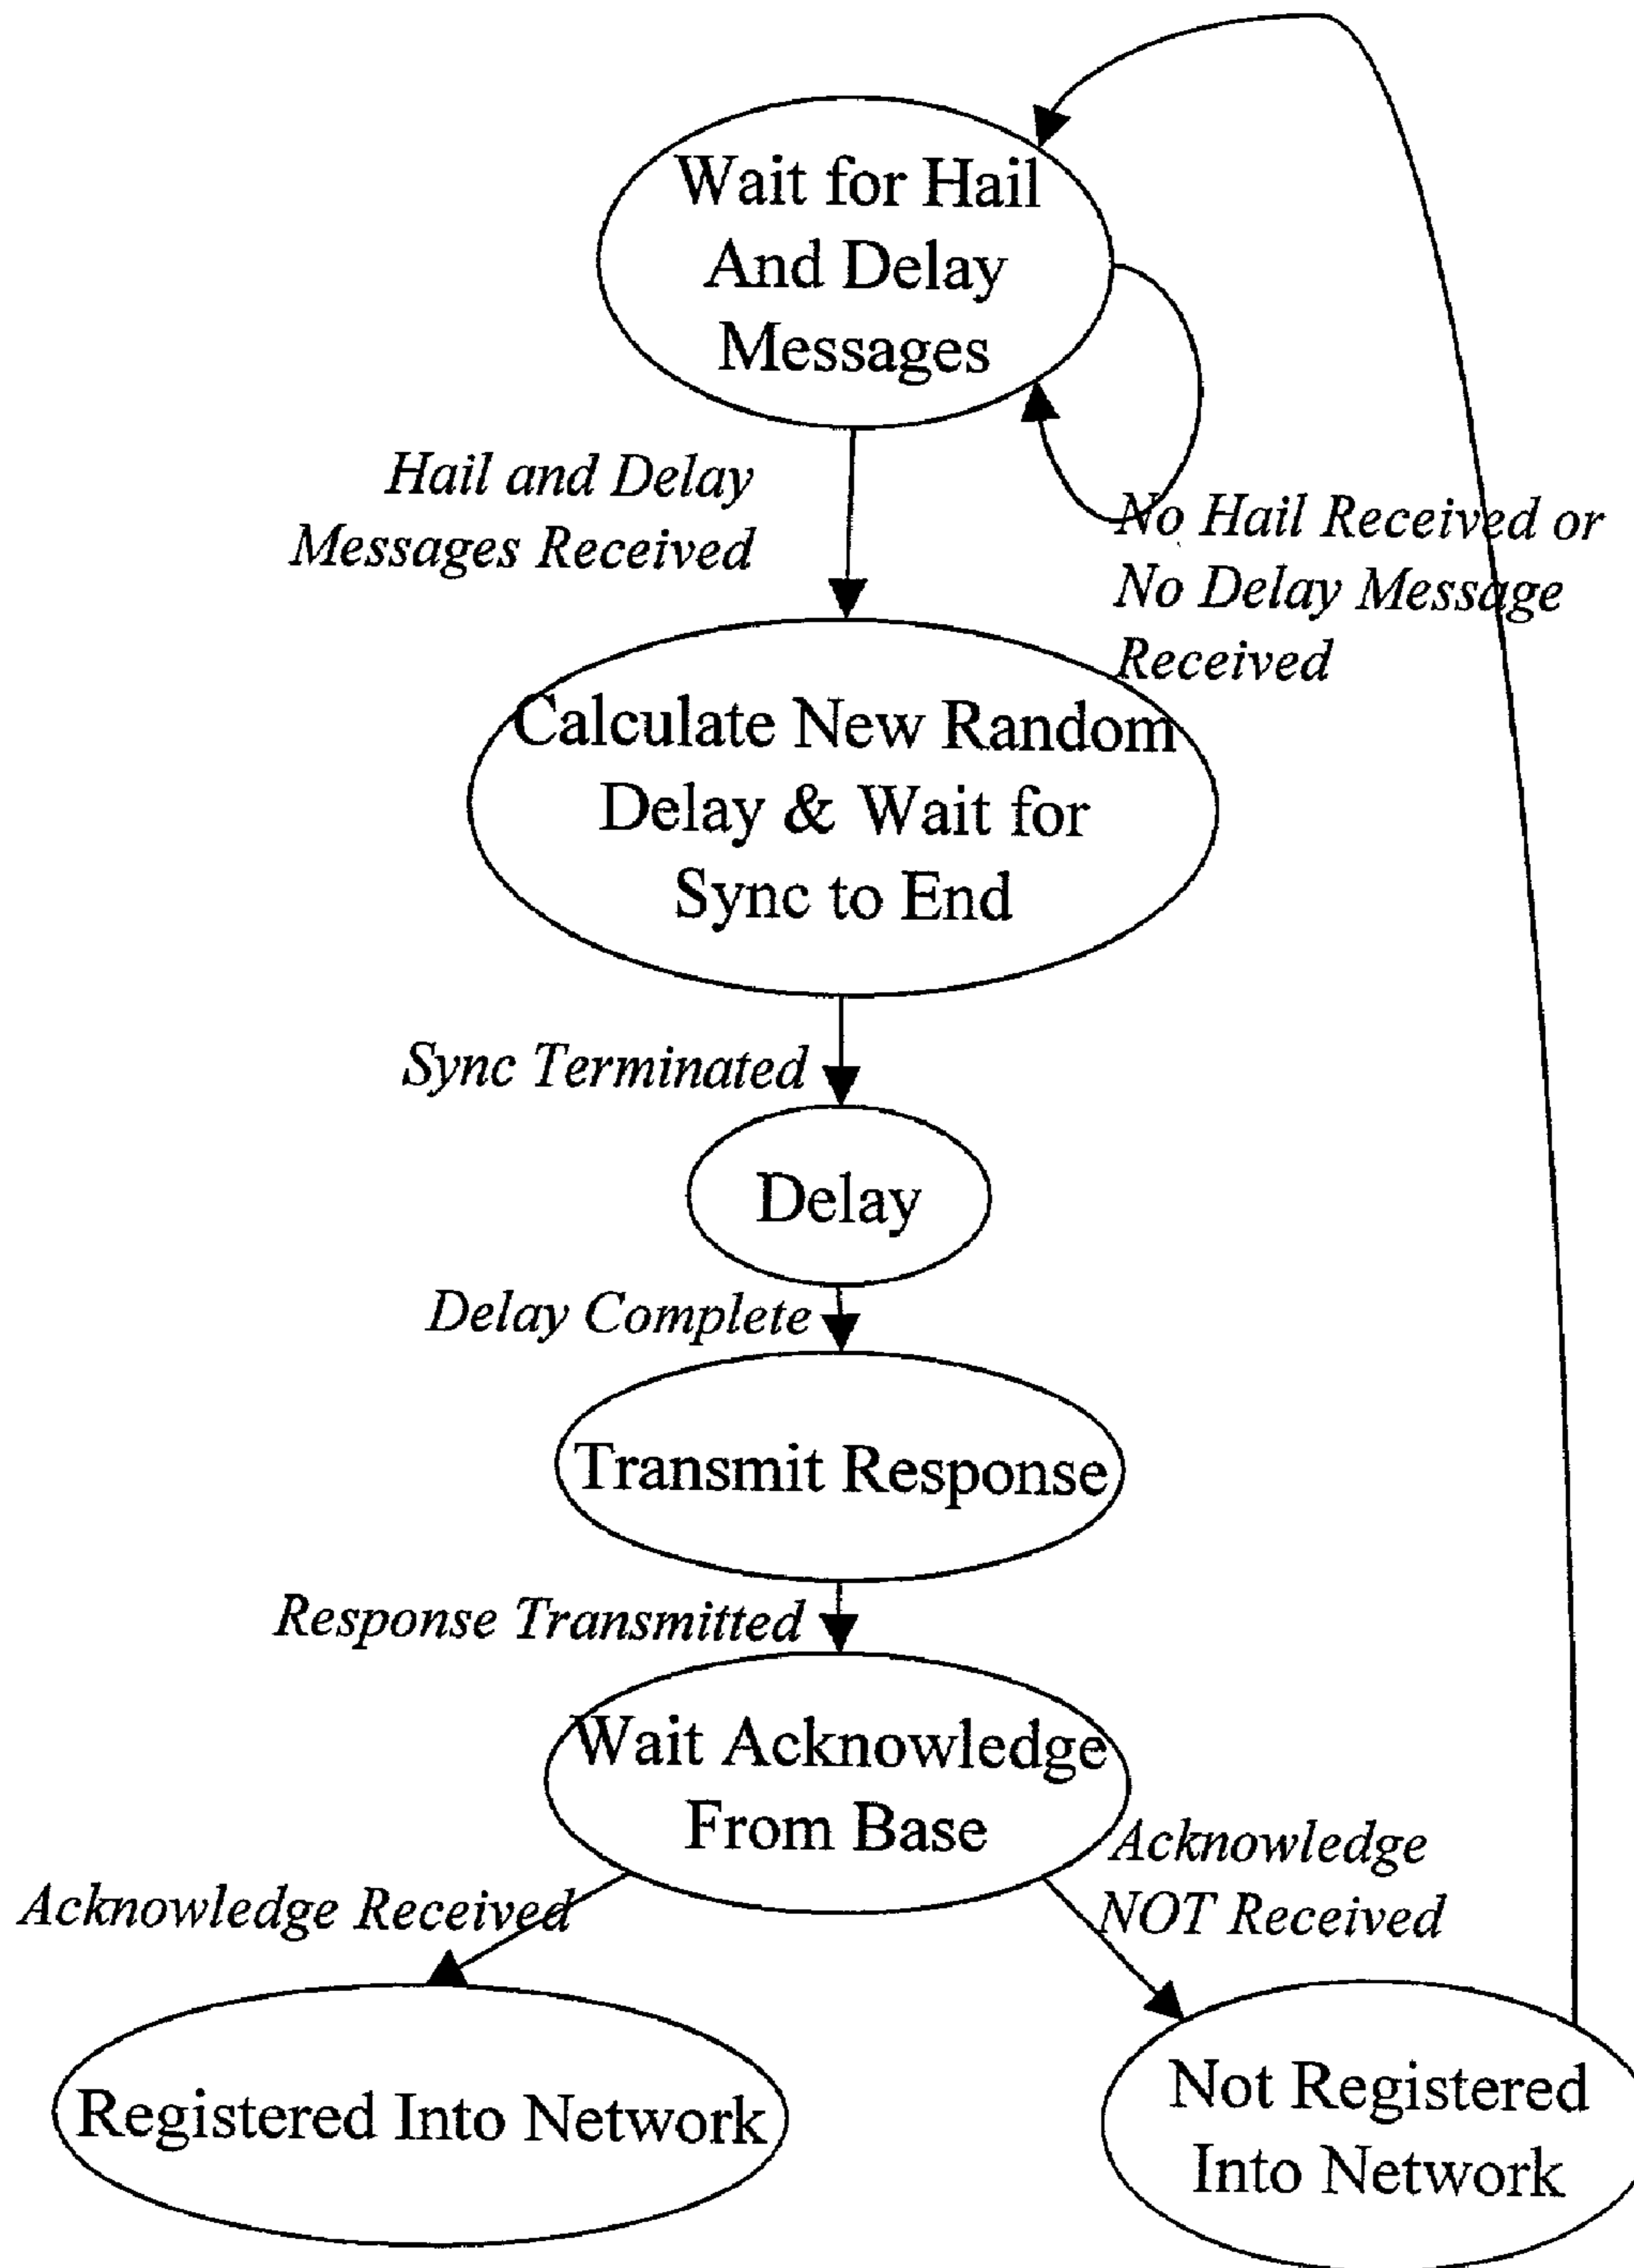 Wait for Hail
And Delay
Messages
Hail and Delay
Messages Received
No Hail Received or
No Delay Message
Received
Calculate New Random
Delay & Wait for
Sync to End
Sync Terminated
Delay
Delay Complete
Transmit Response
Response Transmitted
Wait Acknowledge
From Base
Acknowledge Received
Acknowledge
NOT Received
Registered Into Network
Not Registered
Into Network